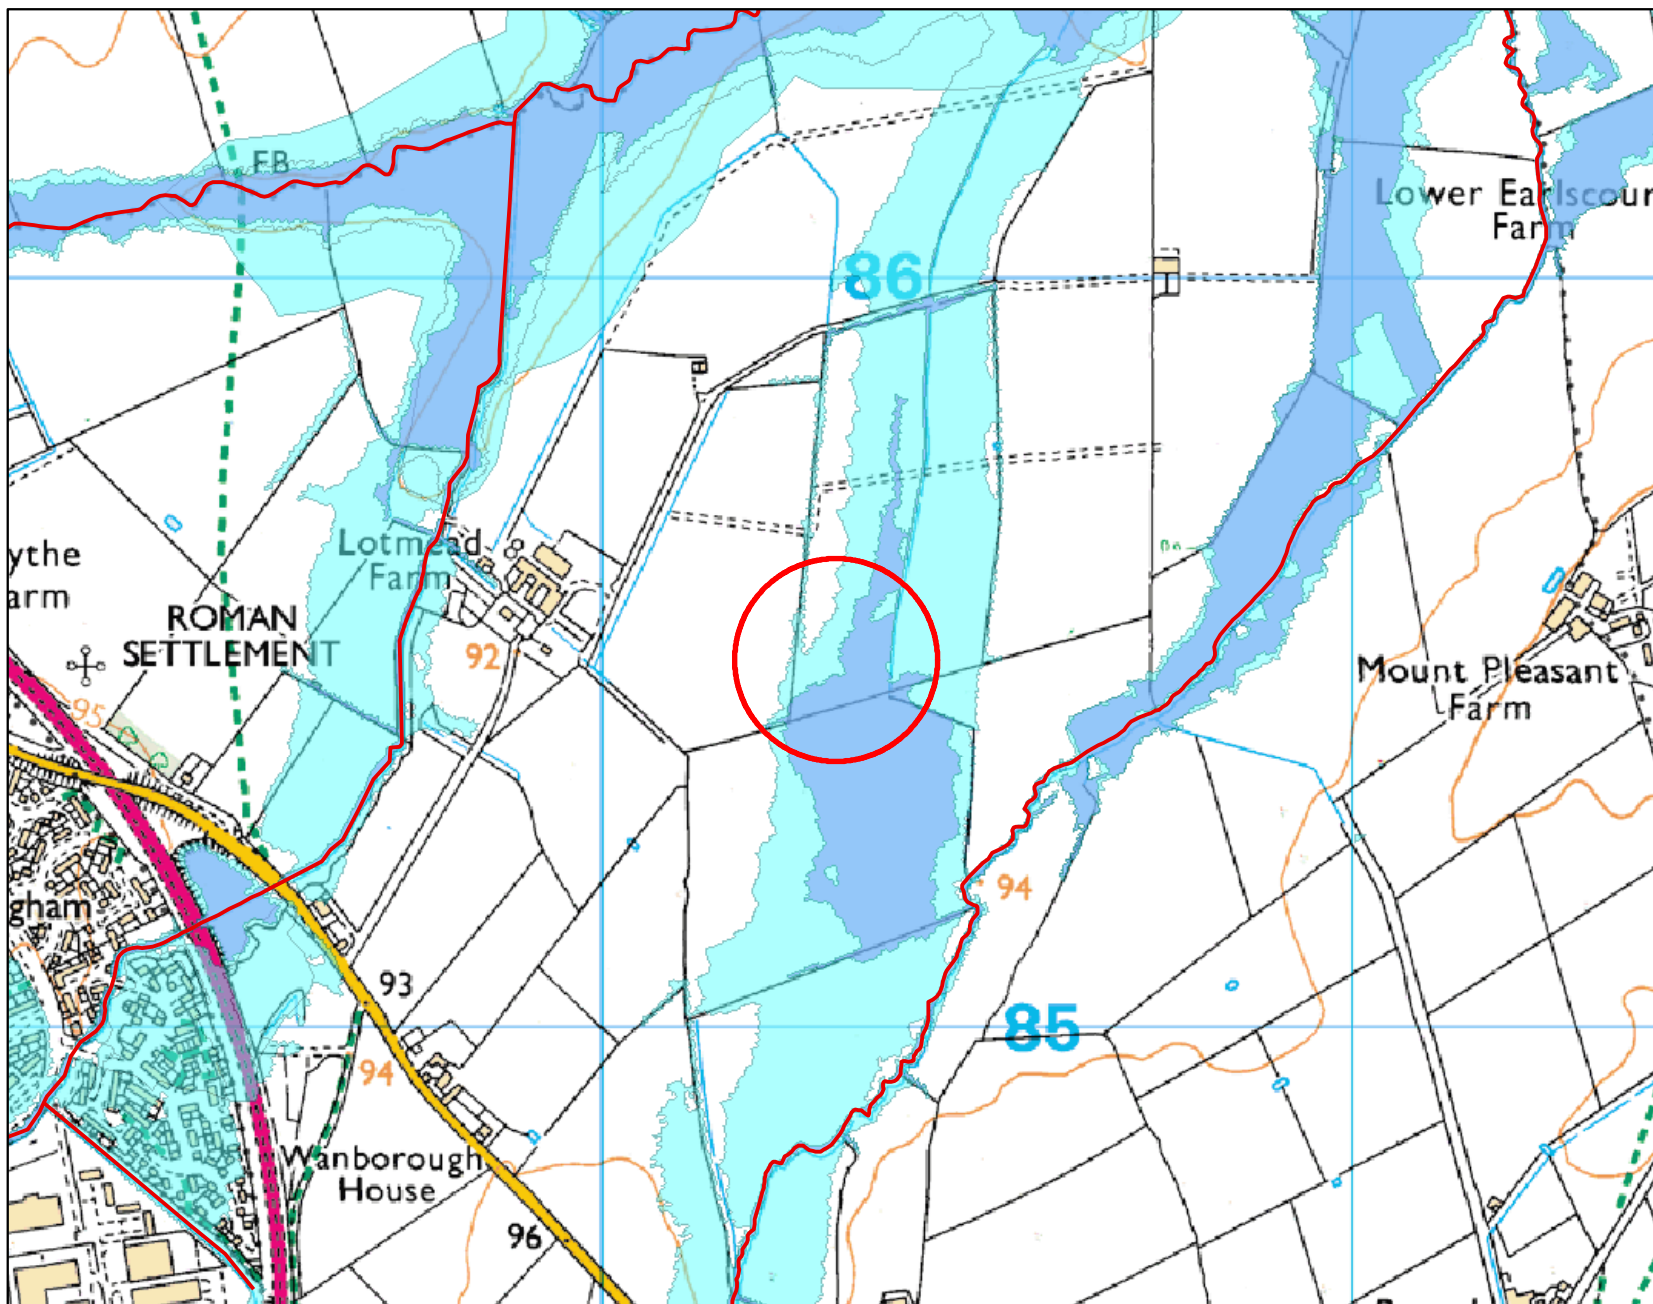 FB
Lower Earlscour
Farm
86
ythe
arm
Lotmead
Farm
ROMAN
SETTLEMENT
92
95
Mount Pleasant
Farm
94
gham
93
85
94
Wanborough
House
96